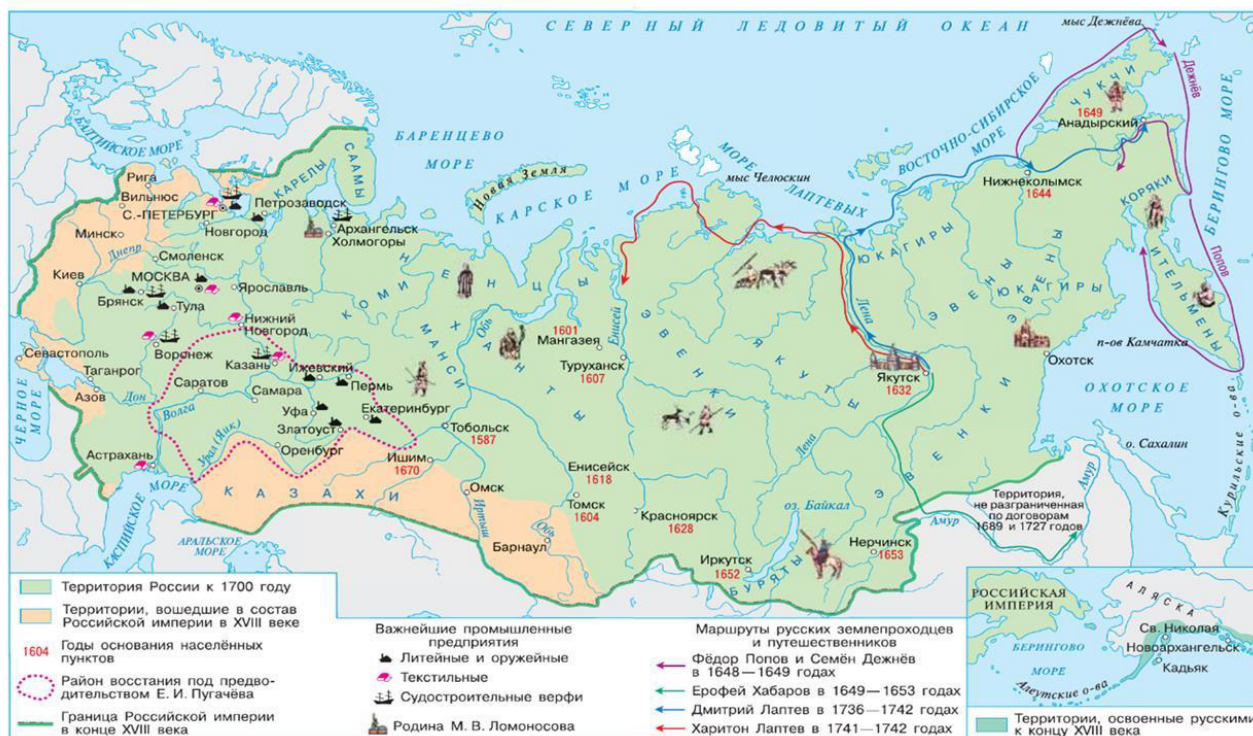 СЕВЕРНЫЙ ЛЕДОВИТЫЙ ОКЕАН
мыс Дежнёва
Дежнёв
БЕРИНГОВО МОРЕ
ЧУКЧИ
1649
Анадырский
БАРЕНЦЕВО
МОРЕ
ВОСТОЧНО-СИБИРСКОЕ
МОРЕ
МОРЕ
ЛАПТЕВЫХ
мыс Челюскин
Новая Земля
КАРСКОЕ МОРЕ
БАЛТИЙСКОЕ МОРЕ
СААМЫ
КАРЕЛЫ
Рига
Вильнюс
С.-ПЕТЕРБУРГ
Петрозаводск
Новгород
Архангельск
Холмогоры
Минск
Днепр
Смоленск
Киев
МОСКВА
Ярославль
Брянск
Тула
Нижний
Новгород
Воронеж
Казань
Ижевский
Пермь
Севастополь
Таганрог
Азов
Дон
Саратов
Самара
Волга
Уфа
Екатеринбург
Златоуст
Урал (Яик)
Оренбург
Астрахань
ЧЁРНОЕ
МОРЕ
КАСПИЙСКОЕ МОРЕ
АРАЛЬСКОЕ
МОРЕ
КАЗАХИ
КОМИ
НЕНЦЫ
МАНСИ
ХАНТЫ
Обь
1601
Мангазея
Туруханск
1607
Енисей
Тобольск
1587
Ишим
1670
Омск
Иртыш
Обь
Барнаул
Енисейск
1618
Томск
1604
Красноярск
1628
ЭВЕНКИ
ЯКУТЫ
Лена
Якутск
1632
ЮКАГИРЫ
ЭВЕНЫ
ЮКАГИРЫ
ЭВЕНЫ
Нижнеколымск
1644
КОРЯКИ
ИТЕЛЬМЕНЫ
Попов
п-ов Камчатка
Охотск
ОХОТСКОЕ
МОРЕ
о. Сахалин
Курильские о-ва
Лена
ЭВЕНКИ
оз. Байкал
Иркутск
1652
БУРЯТЫ
Нерчинск
1653
Амур
Амур
Территория,
не разграниченная
по договорам
1689 и 1727 годов
Территория России к 1700 году
Территории, вошедшие в состав
Российской империи в XVIII веке
1604
Годы основания населённых
пунктов
Район восстания под предво-
дительством Е. И. Пугачёва
Граница Российской империи
в конце XVIII века
Важнейшие промышленные
предприятия
Литейные и оружейные
Текстильные
Судостроительные верфи
Родина М. В. Ломоносова
Маршруты русских землепроходцев
и путешественников
Фёдор Попов и Семён Дежнёв
в 1648—1649 годах
Ерофей Хабаров в 1649—1653 годах
Дмитрий Лаптев в 1736—1742 годах
Харитон Лаптев в 1741—1742 годах
РОССИЙСКАЯ
ИМПЕРИЯ
АЛЯСКА
Св. Николая
Новоархангельск
Кадьяк
БЕРИНГОВО
МОРЕ
Алеутские о-ва
Территории, освоенные русскими
к концу XVIII века